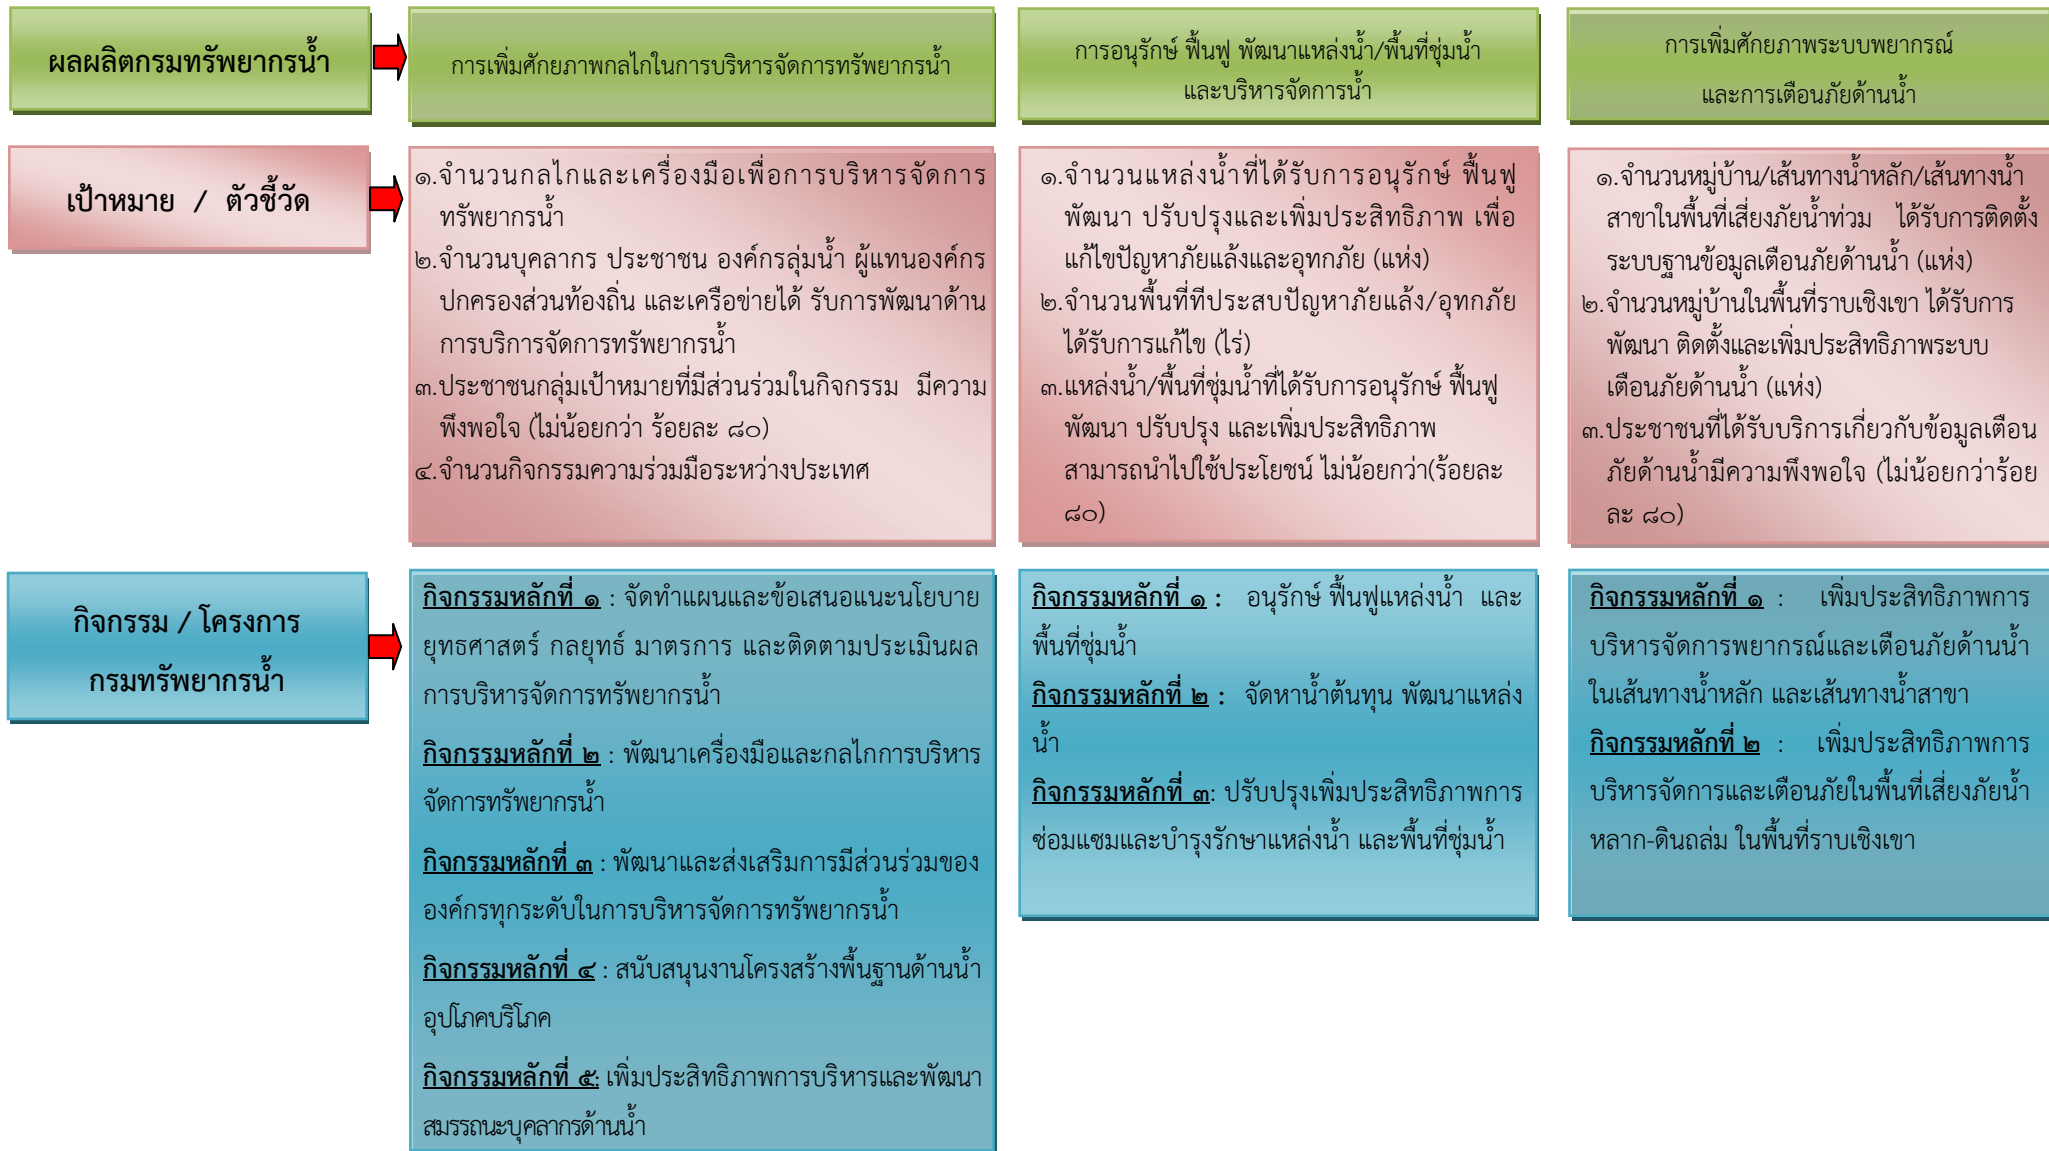 ผลผลิตกรมทรัพยากรน้ำ
การเพิ่มศักยภาพกลไกในการบริหารจัดการทรัพยากรน้ำ
การอนุรักษ์ ฟื้นฟู พัฒนาแหล่งน้ำ/พื้นที่ชุ่มน้ำ
และบริหารจัดการน้ำ
การเพิ่มศักยภาพระบบพยากรณ์
และการเตือนภัยด้านน้ำ
เป้าหมาย / ตัวชี้วัด
๑.จำนวนกลไกและเครื่องมือเพื่อการบริหารจัดการ
ทรัพยากรน้ำ
๒.จำนวนบุคลากร ประชาชน องค์กรลุ่มน้ำ ผู้แทนองค์กร
ปกครองส่วนท้องถิ่น และเครือข่ายได้ รับการพัฒนาด้าน
การบริการจัดการทรัพยากรน้ำ
๓.ประชาชนกลุ่มเป้าหมายที่มีส่วนร่วมในกิจกรรม มีความ
พึงพอใจ (ไม่น้อยกว่า ร้อยละ ๘๐)
๔.จำนวนกิจกรรมความร่วมมือระหว่างประเทศ
๑.จำนวนแหล่งน้ำที่ได้รับการอนุรักษ์ ฟื้นฟู
พัฒนา ปรับปรุงและเพิ่มประสิทธิภาพ เพื่อ
แก้ไขปัญหาภัยแล้งและอุทกภัย (แห่ง)
๒.จำนวนพื้นที่ทีประสบปัญหาภัยแล้ง/อุทกภัย
ได้รับการแก้ไข (ไร่)
๓.แหล่งน้ำ/พื้นที่ชุ่มน้ำที่ได้รับการอนุรักษ์ ฟื้นฟู
พัฒนา ปรับปรุง และเพิ่มประสิทธิภาพ
สามารถนำไปใช้ประโยชน์ ไม่น้อยกว่า(ร้อยละ
๘๐)
๑.จำนวนหมู่บ้าน/เส้นทางน้ำหลัก/เส้นทางน้ำ
สาขาในพื้นที่เสี่ยงภัยน้ำท่วม ได้รับการติดตั้ง
ระบบฐานข้อมูลเตือนภัยด้านน้ำ (แห่ง)
๒.จำนวนหมู่บ้านในพื้นที่ราบเชิงเขา ได้รับการ
พัฒนา ติดตั้งและเพิ่มประสิทธิภาพระบบ
เตือนภัยด้านน้ำ (แห่ง)
๓.ประชาชนที่ได้รับบริการเกี่ยวกับข้อมูลเตือน
ภัยด้านน้ำมีความพึงพอใจ (ไม่น้อยกว่าร้อย
ละ ๘๐)
กิจกรรม / โครงการ
กรมทรัพยากรน้ำ
กิจกรรมหลักที่ ๑ : จัดทำแผนและข้อเสนอแนะนโยบาย
ยุทธศาสตร์ กลยุทธ์ มาตรการ และติดตามประเมินผล
การบริหารจัดการทรัพยากรน้ำ
กิจกรรมหลักที่ ๒ : พัฒนาเครื่องมือและกลไกการบริหาร
จัดการทรัพยากรน้ำ
กิจกรรมหลักที่ ๓ : พัฒนาและส่งเสริมการมีส่วนร่วมของ
องค์กรทุกระดับในการบริหารจัดการทรัพยากรน้ำ
กิจกรรมหลักที่ ๔ : สนับสนุนงานโครงสร้างพื้นฐานด้านน้ำ
อุปโภคบริโภค
กิจกรรมหลักที่ ๕: เพิ่มประสิทธิภาพการบริหารและพัฒนา
สมรรถนะบุคลากรด้านน้ำ
กิจกรรมหลักที่ ๑ : อนุรักษ์ ฟื้นฟูแหล่งน้ำ และ
พื้นที่ชุ่มน้ำ
กิจกรรมหลักที่ ๒ : จัดหาน้ำต้นทุน พัฒนาแหล่ง
น้ำ
กิจกรรมหลักที่ ๓: ปรับปรุงเพิ่มประสิทธิภาพการ
ซ่อมแซมและบำรุงรักษาแหล่งน้ำ และพื้นที่ชุ่มน้ำ
กิจกรรมหลักที่ ๑ : เพิ่มประสิทธิภาพการ
บริหารจัดการพยากรณ์และเตือนภัยด้านน้ำ
ในเส้นทางน้ำหลัก และเส้นทางน้ำสาขา
กิจกรรมหลักที่ ๒ : เพิ่มประสิทธิภาพการ
บริหารจัดการและเตือนภัยในพื้นที่เสี่ยงภัยน้ำ
หลาก-ดินถล่ม ในพื้นที่ราบเชิงเขา